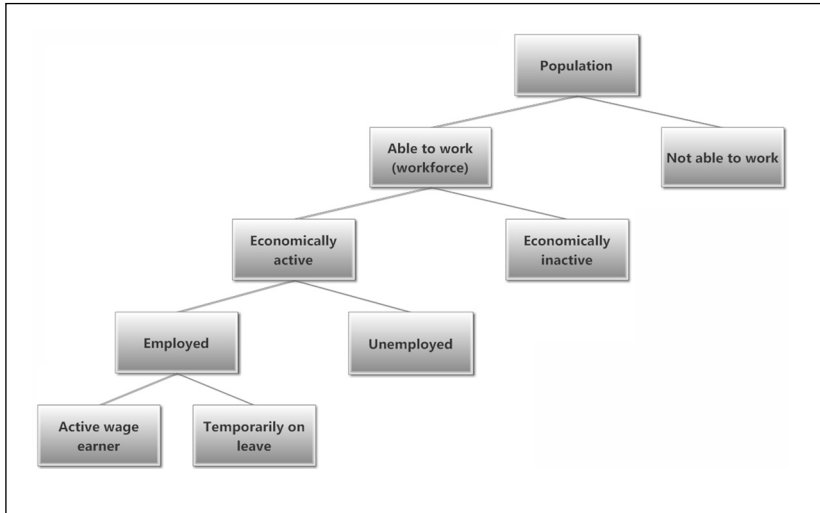 Population
Able to work
(workforce)
Not able to work
Economically
active
Economically
inactive
Employed
Unemployed
Active wage
earner
Temporarily on
leave